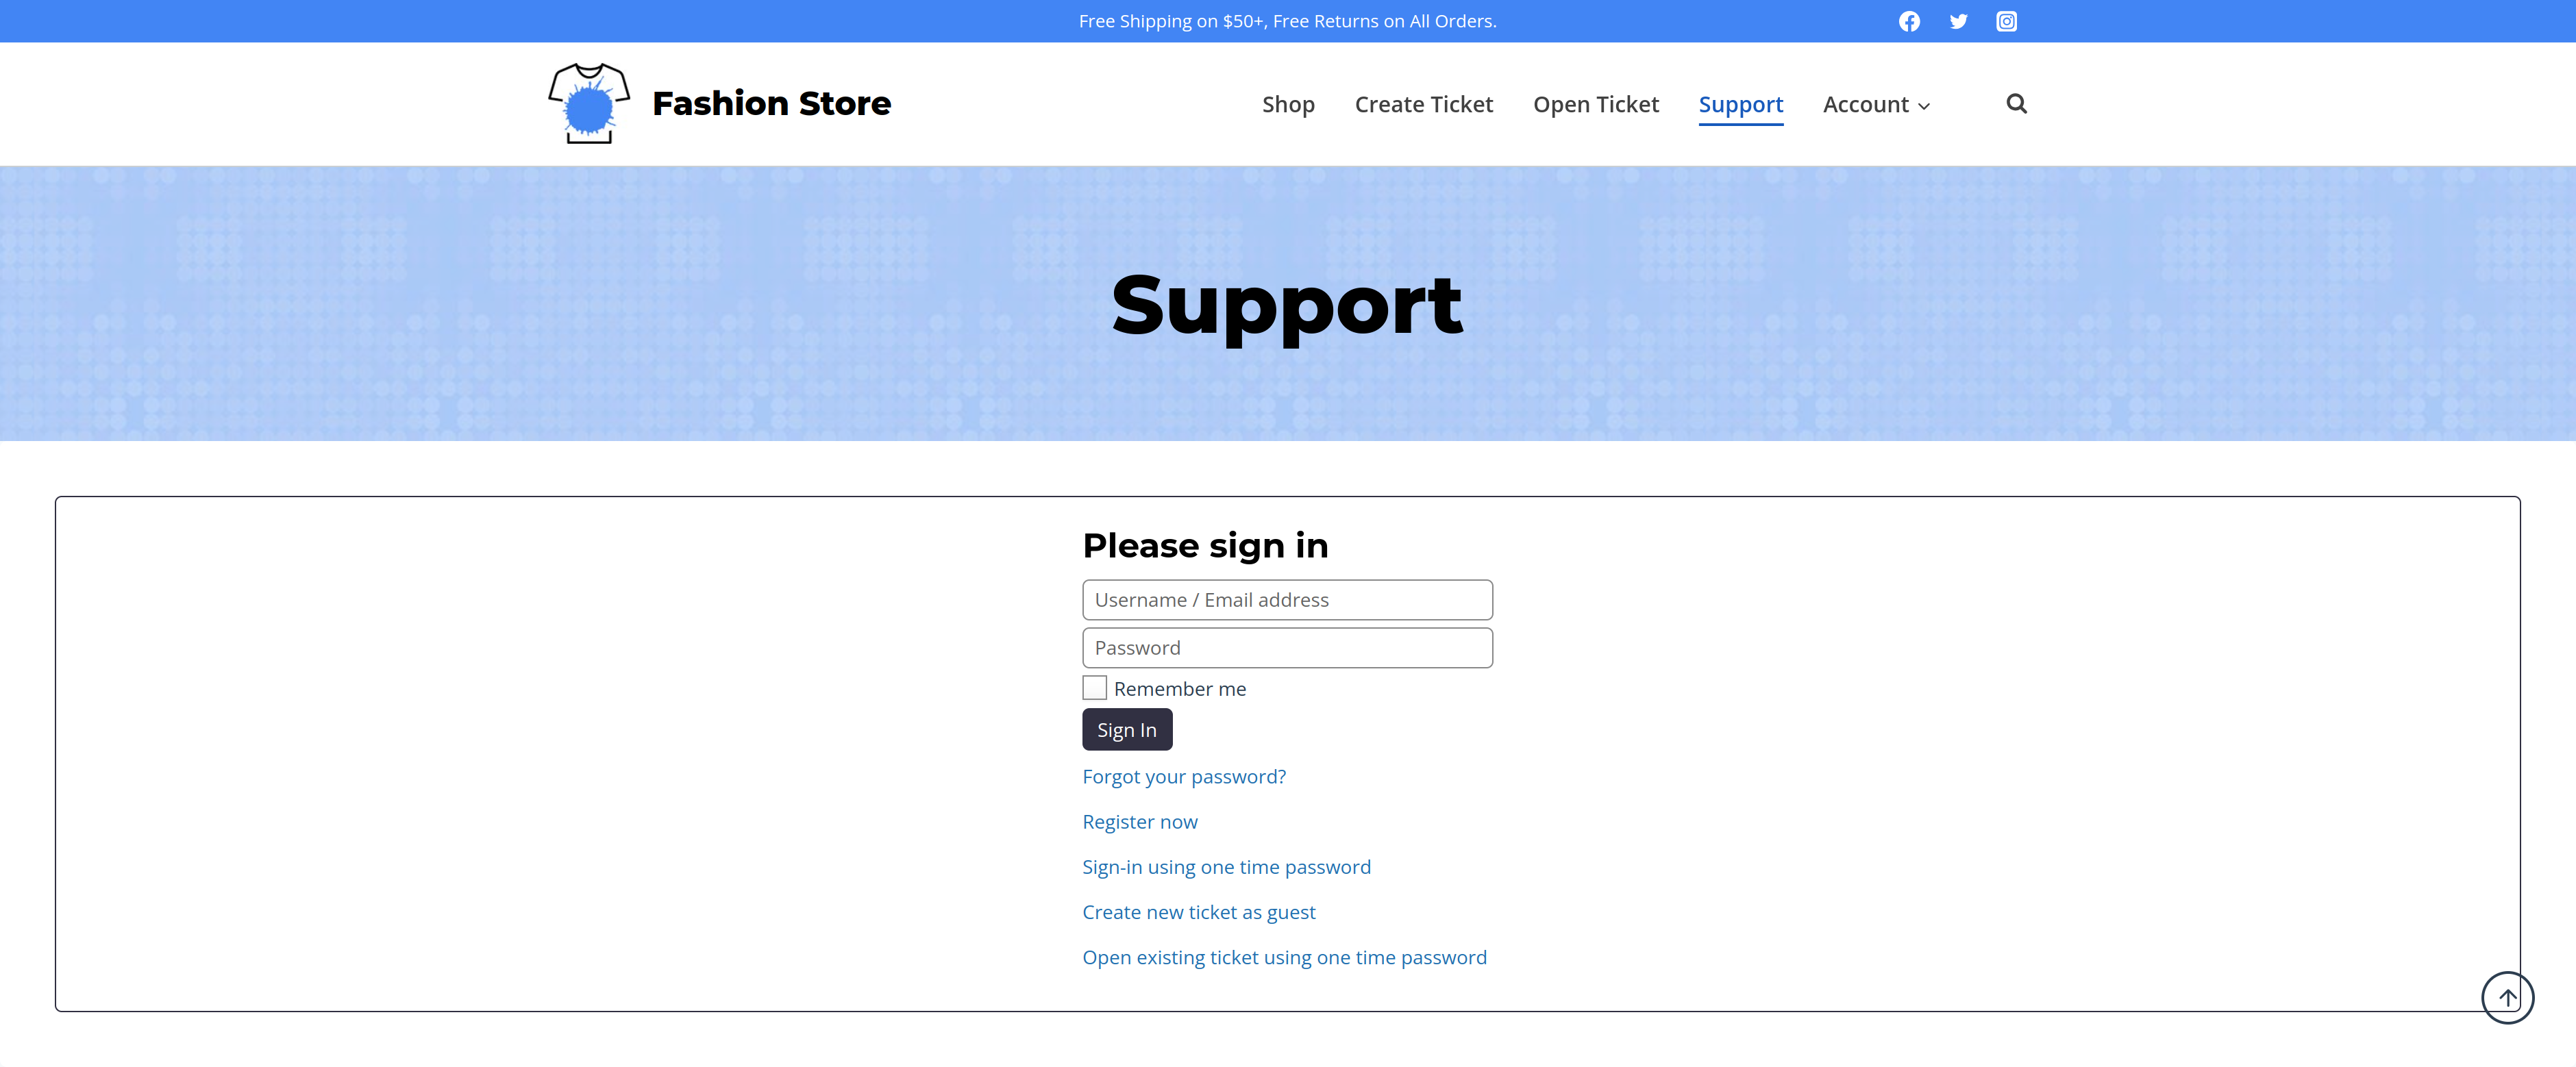 Free Shipping on $50+, Free Returns on All Orders.
Fashion Store
Shop Create Ticket Open Ticket Support Account
Support
Please sign in
Username / Email address
Password
Remember me
Sign In
Forgot your password?
Register now
Sign-in using one time password
Create new ticket as guest
Open existing ticket using one time password